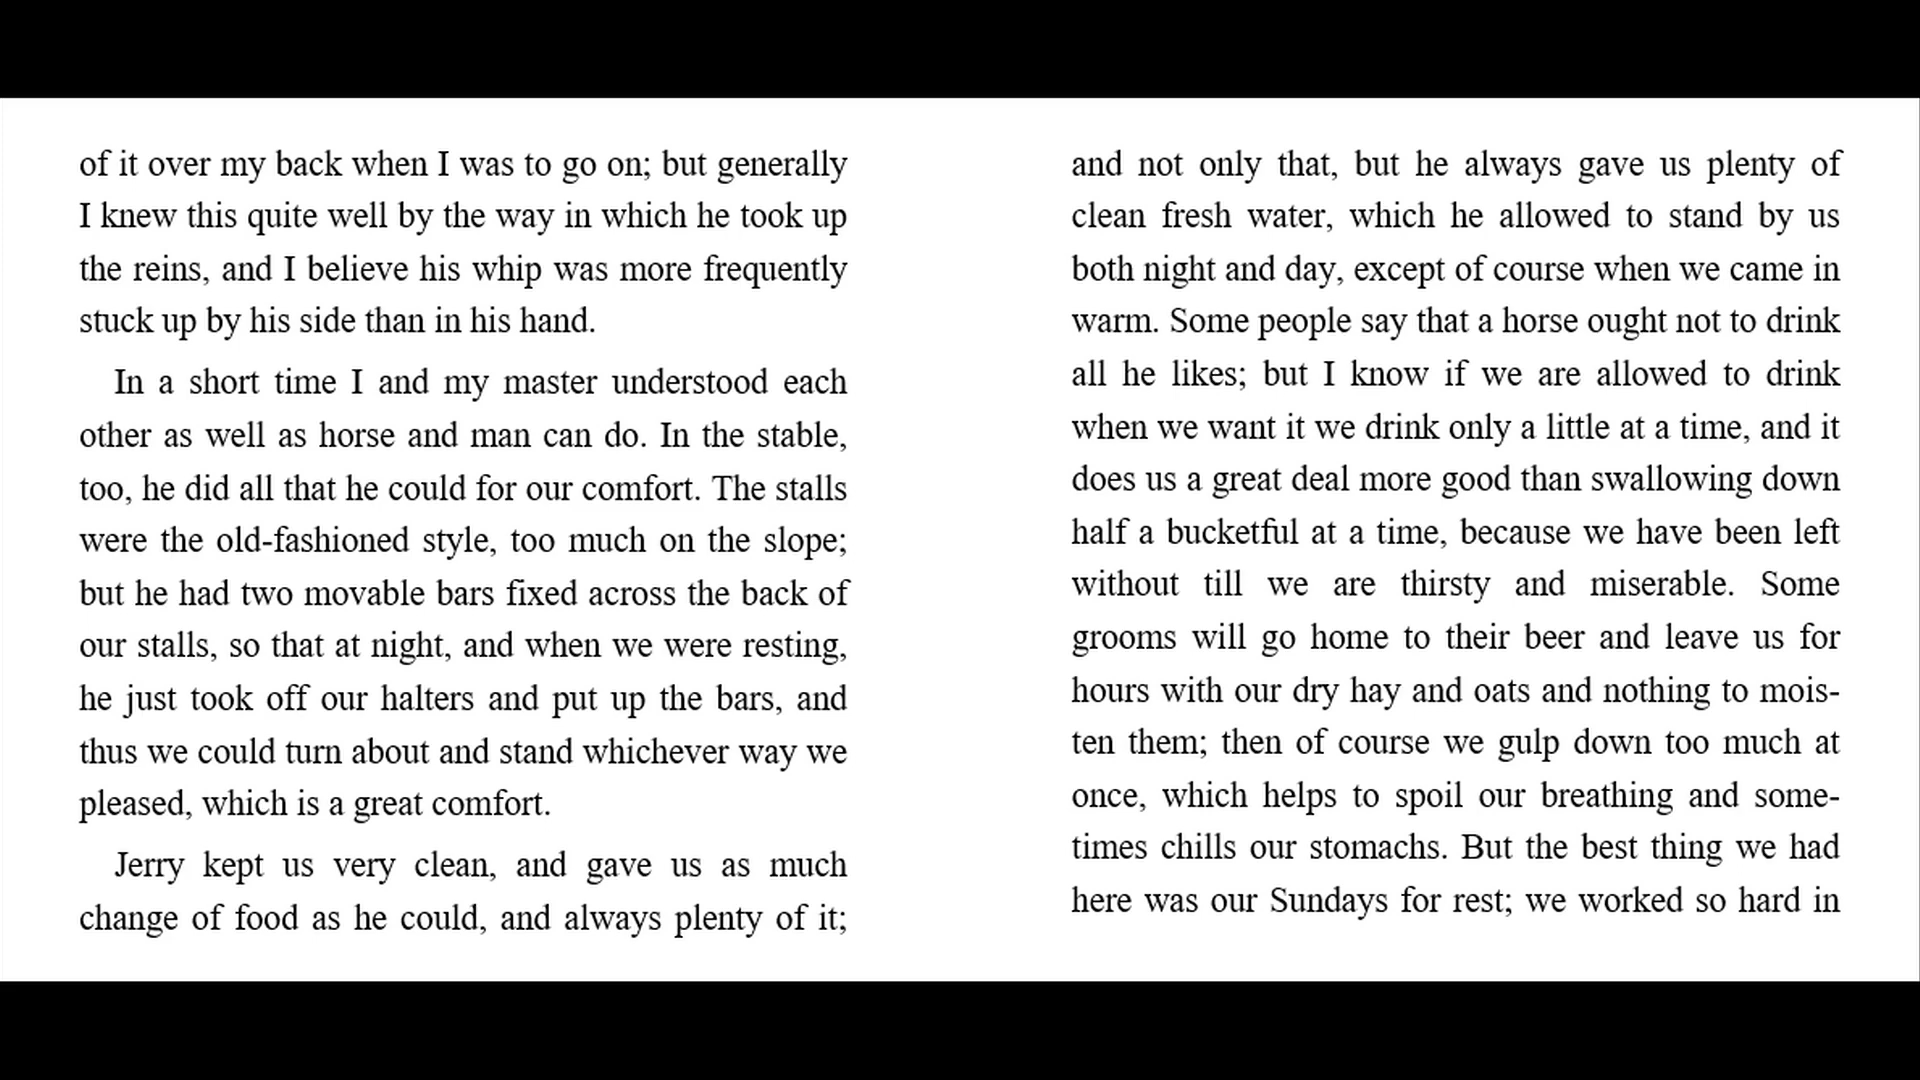 of it over my back when I was to go on; but generally
I knew this quite well by the way in which he took up
the reins, and I believe his whip was more frequently
stuck up by his side than in his hand.
In a short time I and my master understood each
other as well as horse and man can do. In the stable,
too, he did all that he could for our comfort. The stalls
were the old-fashioned style, too much on the slope;
but he had two movable bars fixed across the back of
our stalls, so that at night, and when we were resting,
he just took off our halters and put up the bars, and
thus we could turn about and stand whichever way we
pleased, which is a great comfort.
Jerry kept us very clean, and gave us as much
change of food as he could, and always plenty of it;
and not only that, but he always gave us plenty of
clean fresh water, which he allowed to stand by us
both night and day, except of course when we came in
warm. Some people say that a horse ought not to drink
all he likes; but I know if we are allowed to drink
when we want it we drink only a little at a time, and it
does us a great deal more good than swallowing down
half a bucketful at a time, because we have been left
without till we are thirsty and miserable. Some
grooms will go home to their beer and leave us for
hours with our dry hay and oats and nothing to mois-
ten them; then of course we gulp down too much at
once, which helps to spoil our breathing and some-
times chills our stomachs. But the best thing we had
here was our Sundays for rest; we worked so hard in